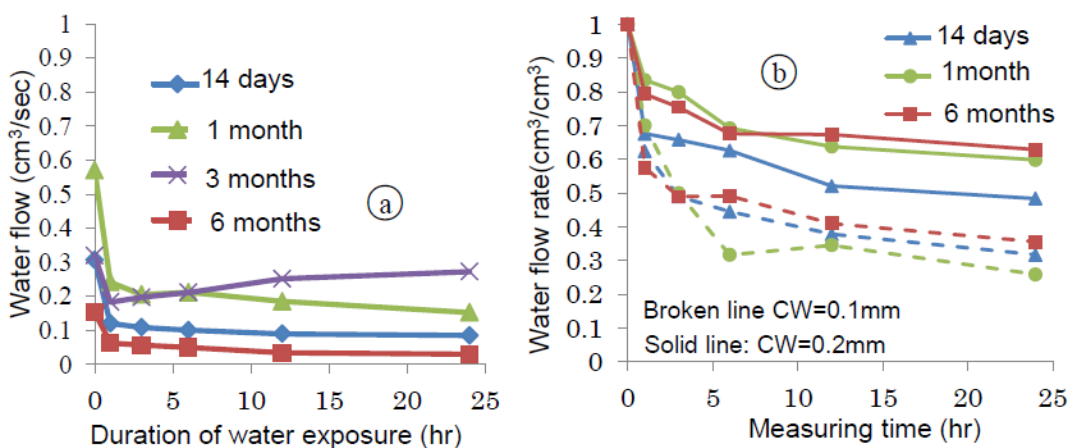 1
0.9
0.8
0.7
0.6
0.5
0.4
0.3
0.2
0.1
0
Water flow (cm³/sec)
14 days
1 month
3 months
6 months
a
0 5 10 15 20 25
Duration of water exposure (hr)
1
0.9
0.8
0.7
0.6
0.5
0.4
0.3
0.2
0.1
0
Water flow rate(cm³/cm³)
b
14 days
1month
6 months
Broken line CW=0.1mm
Solid line: CW=0.2mm
0 5 10 15 20 25
Measuring time (hr)